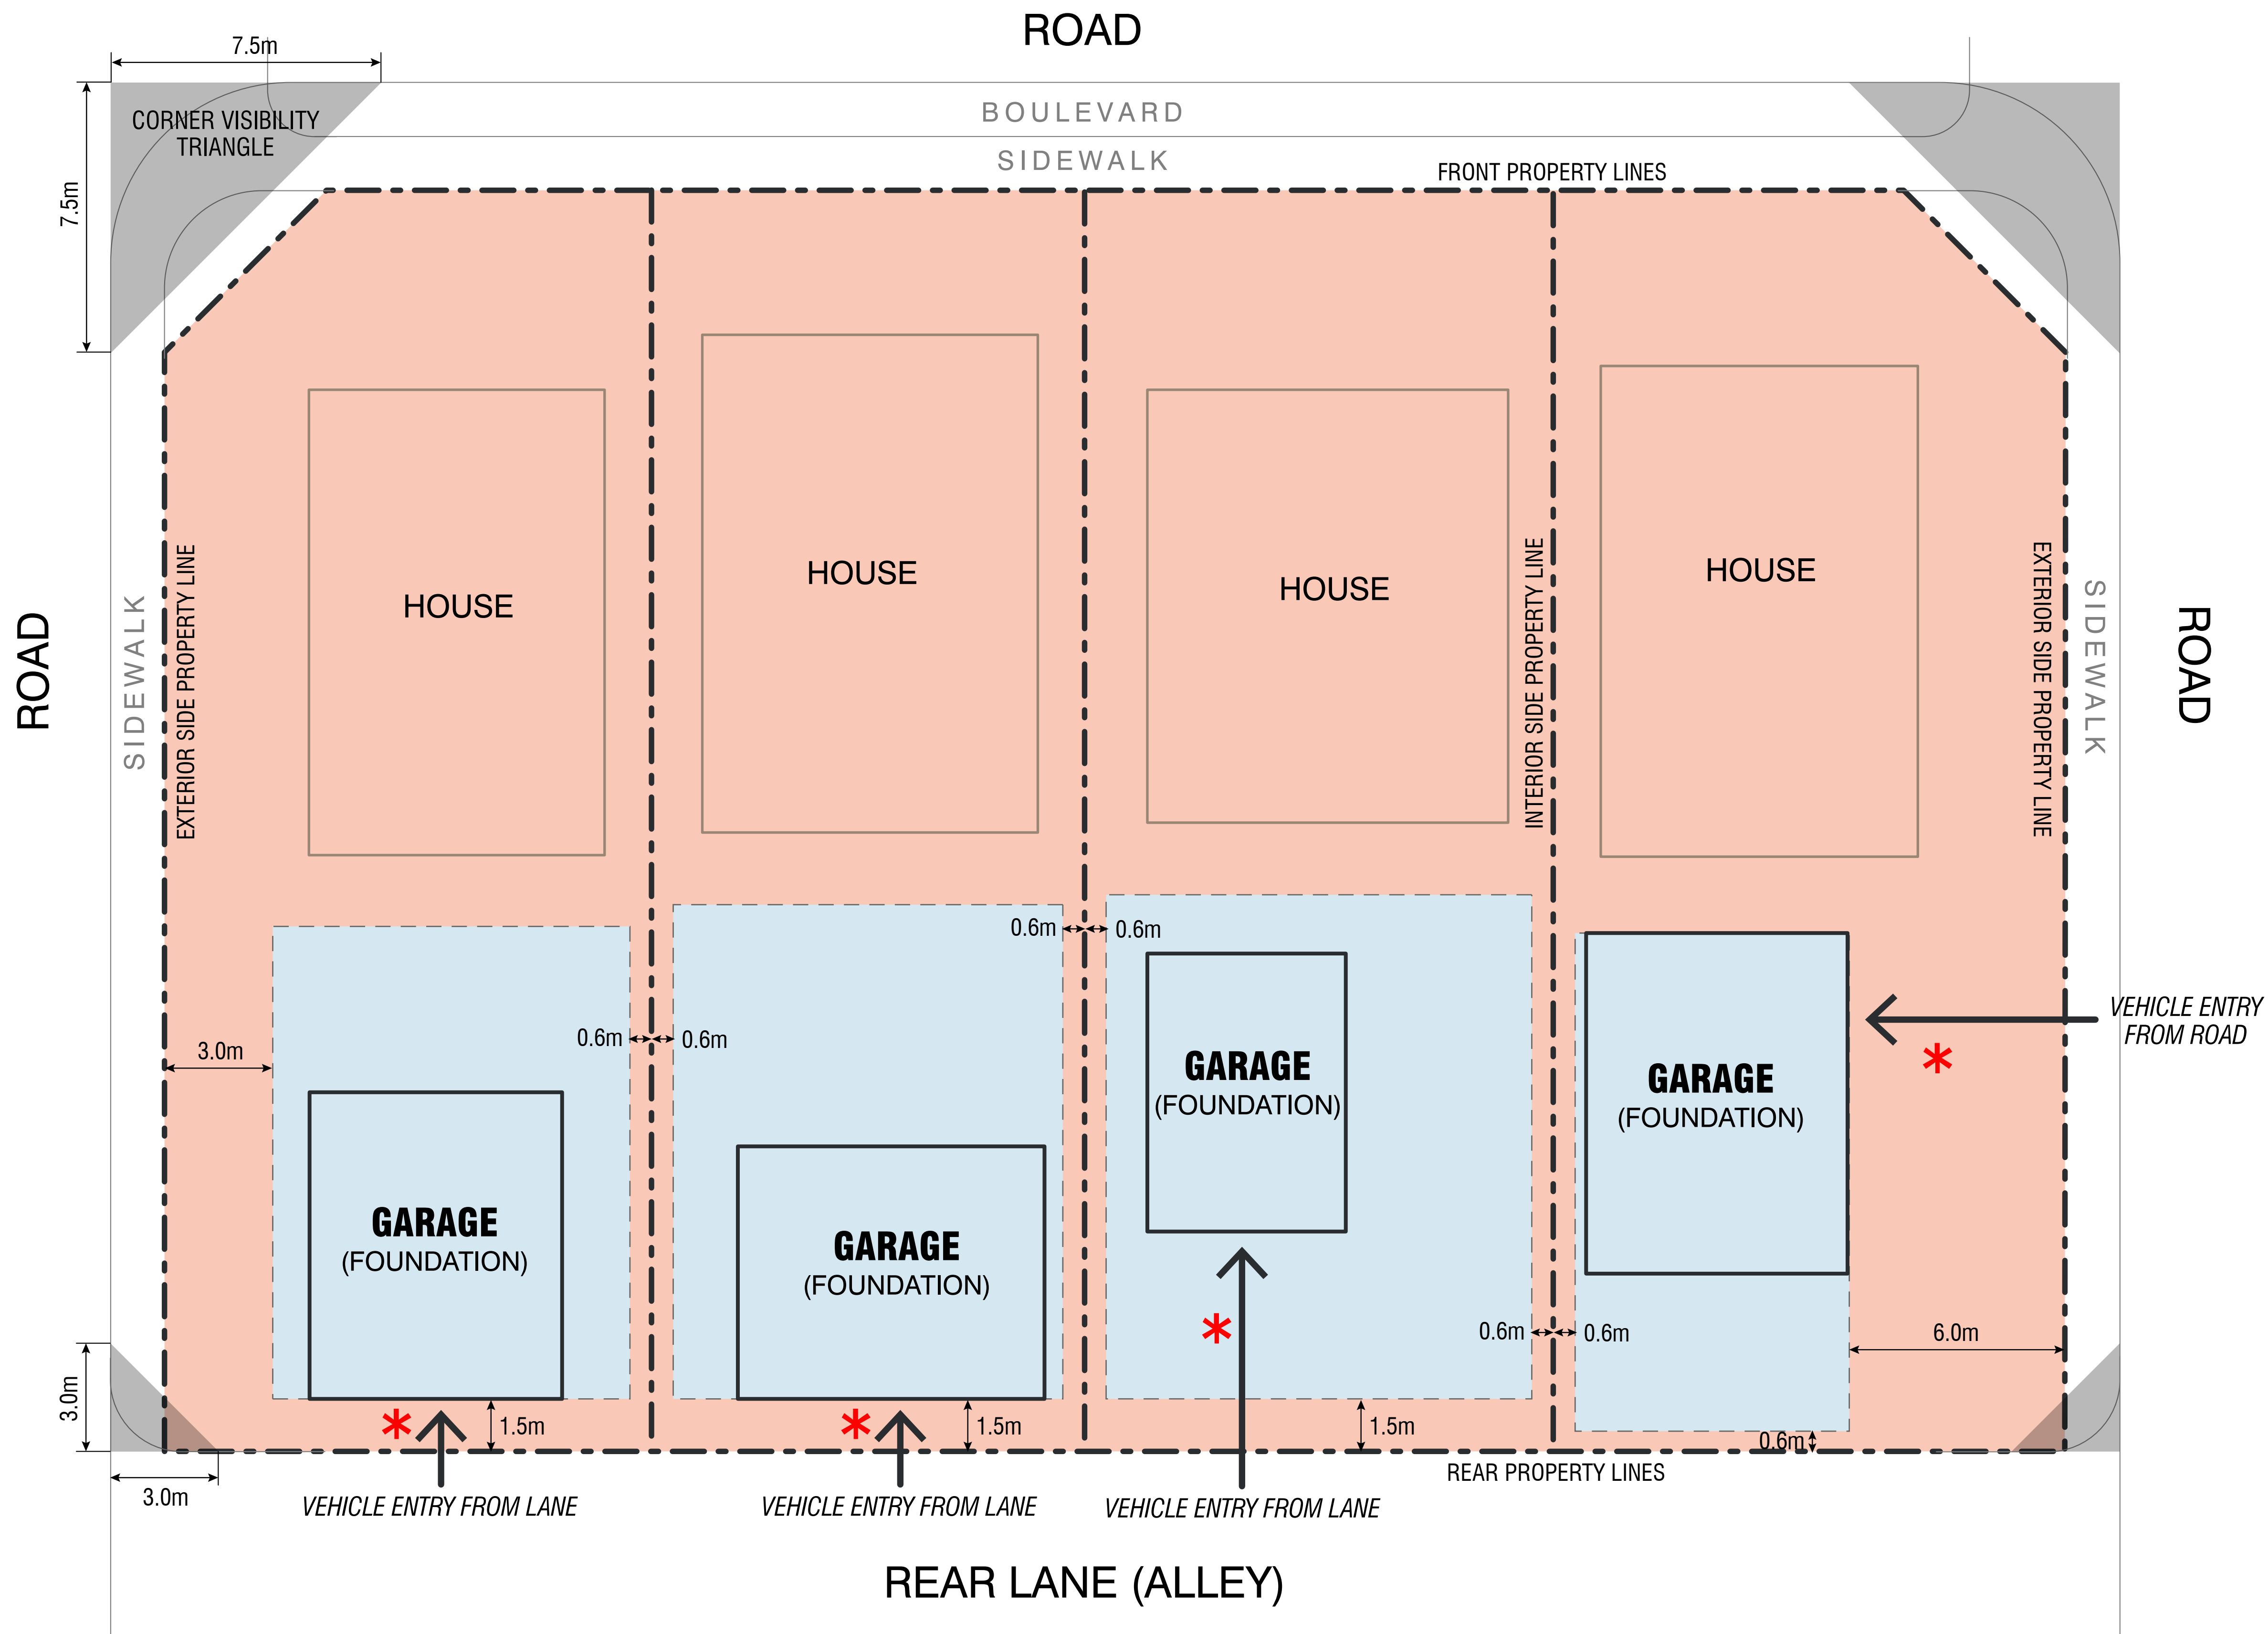 ROAD
7.5m
CORNER VISIBILITY
TRIANGLE
BOULEVARD
SIDEWALK
FRONT PROPERTY LINES
7.5m
HOUSE
HOUSE
HOUSE
HOUSE
ROAD
SIDEWALK
EXTERIOR SIDE PROPERTY LINE
INTERIOR SIDE PROPERTY LINE
EXTERIOR SIDE PROPERTY LINE
SIDEWALK
ROAD
0.6m
0.6m
0.6m
0.6m
3.0m
VEHICLE ENTRY
FROM ROAD
*
GARAGE
(FOUNDATION)
GARAGE
(FOUNDATION)
GARAGE
(FOUNDATION)
GARAGE
(FOUNDATION)
*
0.6m
0.6m
6.0m
3.0m
*
1.5m
*
1.5m
1.5m
0.6m
REAR PROPERTY LINES
3.0m
VEHICLE ENTRY FROM LANE
VEHICLE ENTRY FROM LANE
VEHICLE ENTRY FROM LANE
REAR LANE (ALLEY)